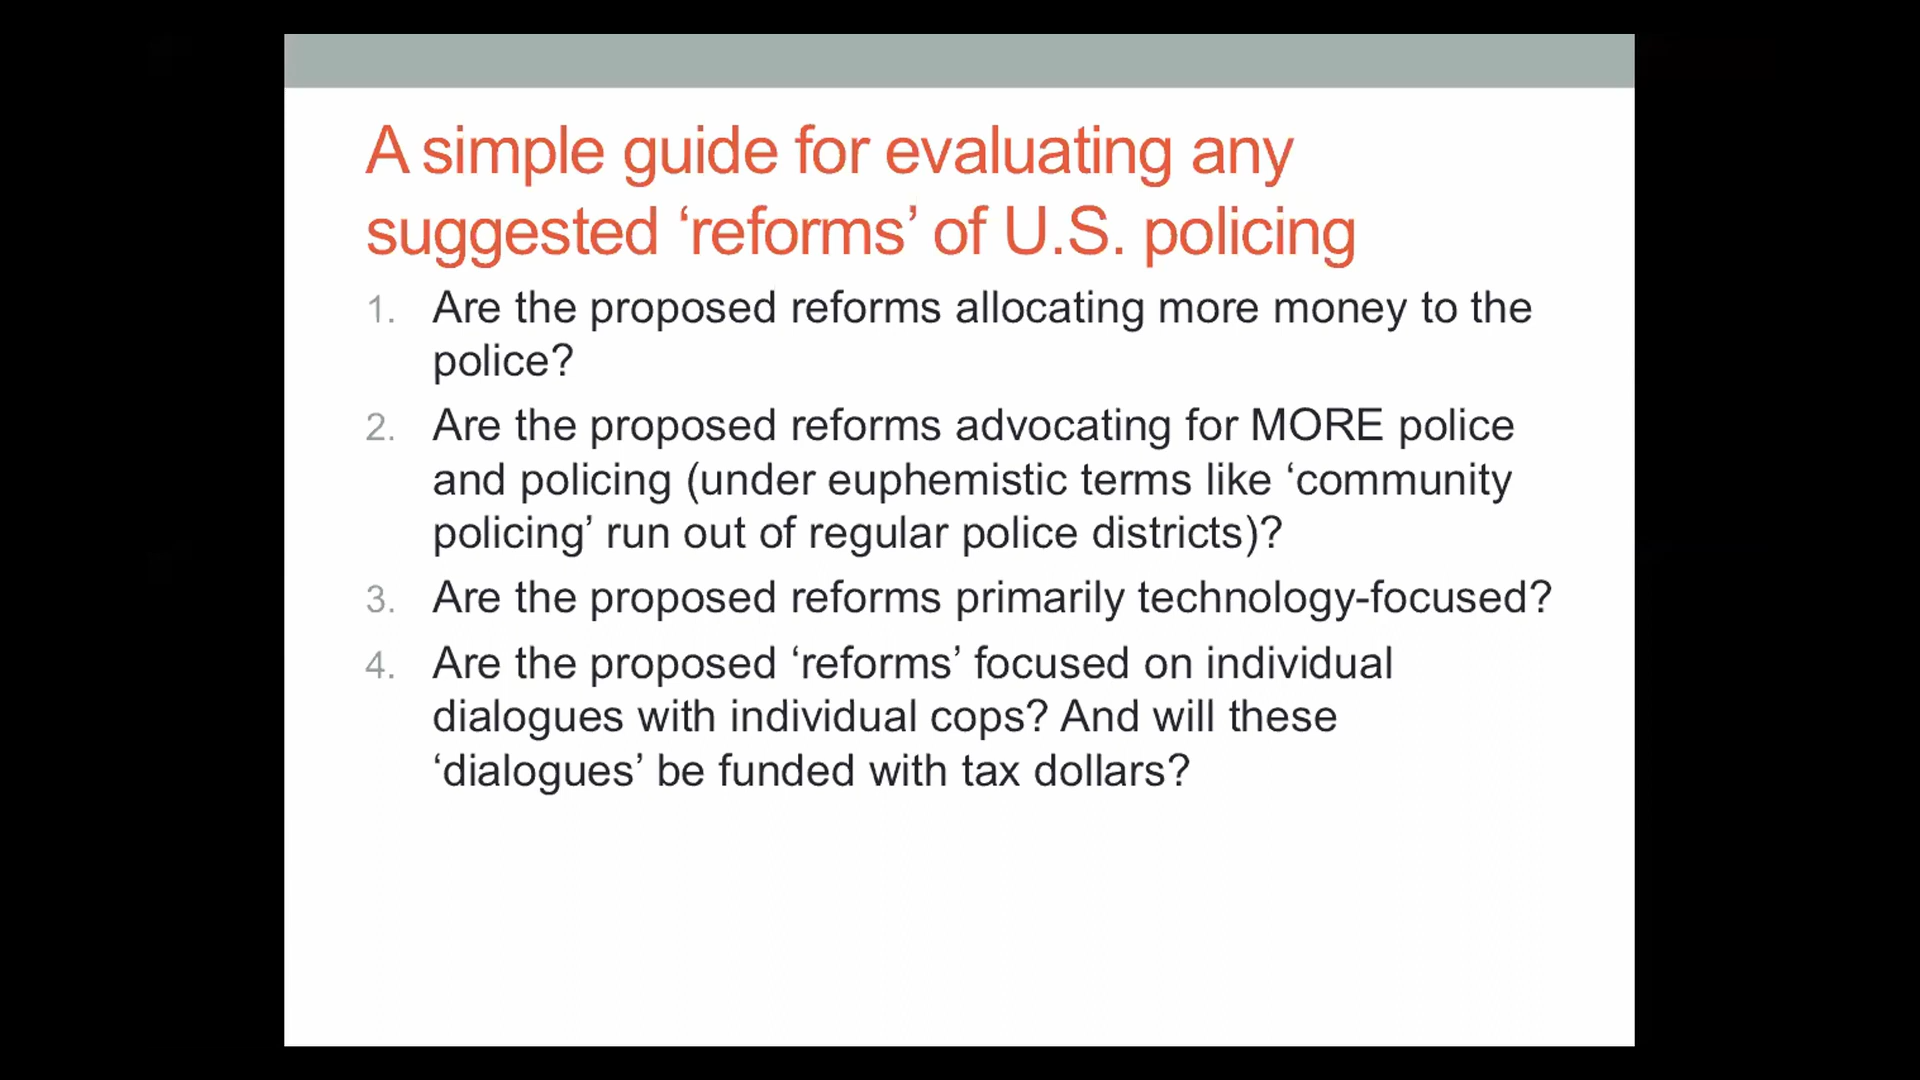 A simple guide for evaluating any
suggested ‘reforms’ of U.S. policing
1. Are the proposed reforms allocating more money to the
police?
2. Are the proposed reforms advocating for MORE police
and policing (under euphemistic terms like ‘community
policing’ run out of regular police districts)?
3. Are the proposed reforms primarily technology-focused?
4. Are the proposed ‘reforms’ focused on individual
dialogues with individual cops? And will these
‘dialogues’ be funded with tax dollars?